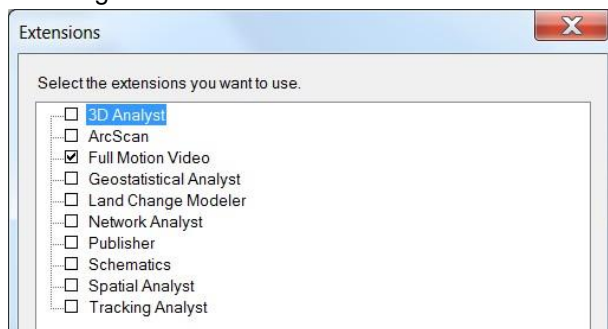 Extensions
Select the extensions you want to use.
3D Analyst
ArcScan
Full Motion Video
Geostatistical Analyst
Land Change Modeler
Network Analyst
Publisher
Schematics
Spatial Analyst
Tracking Analyst